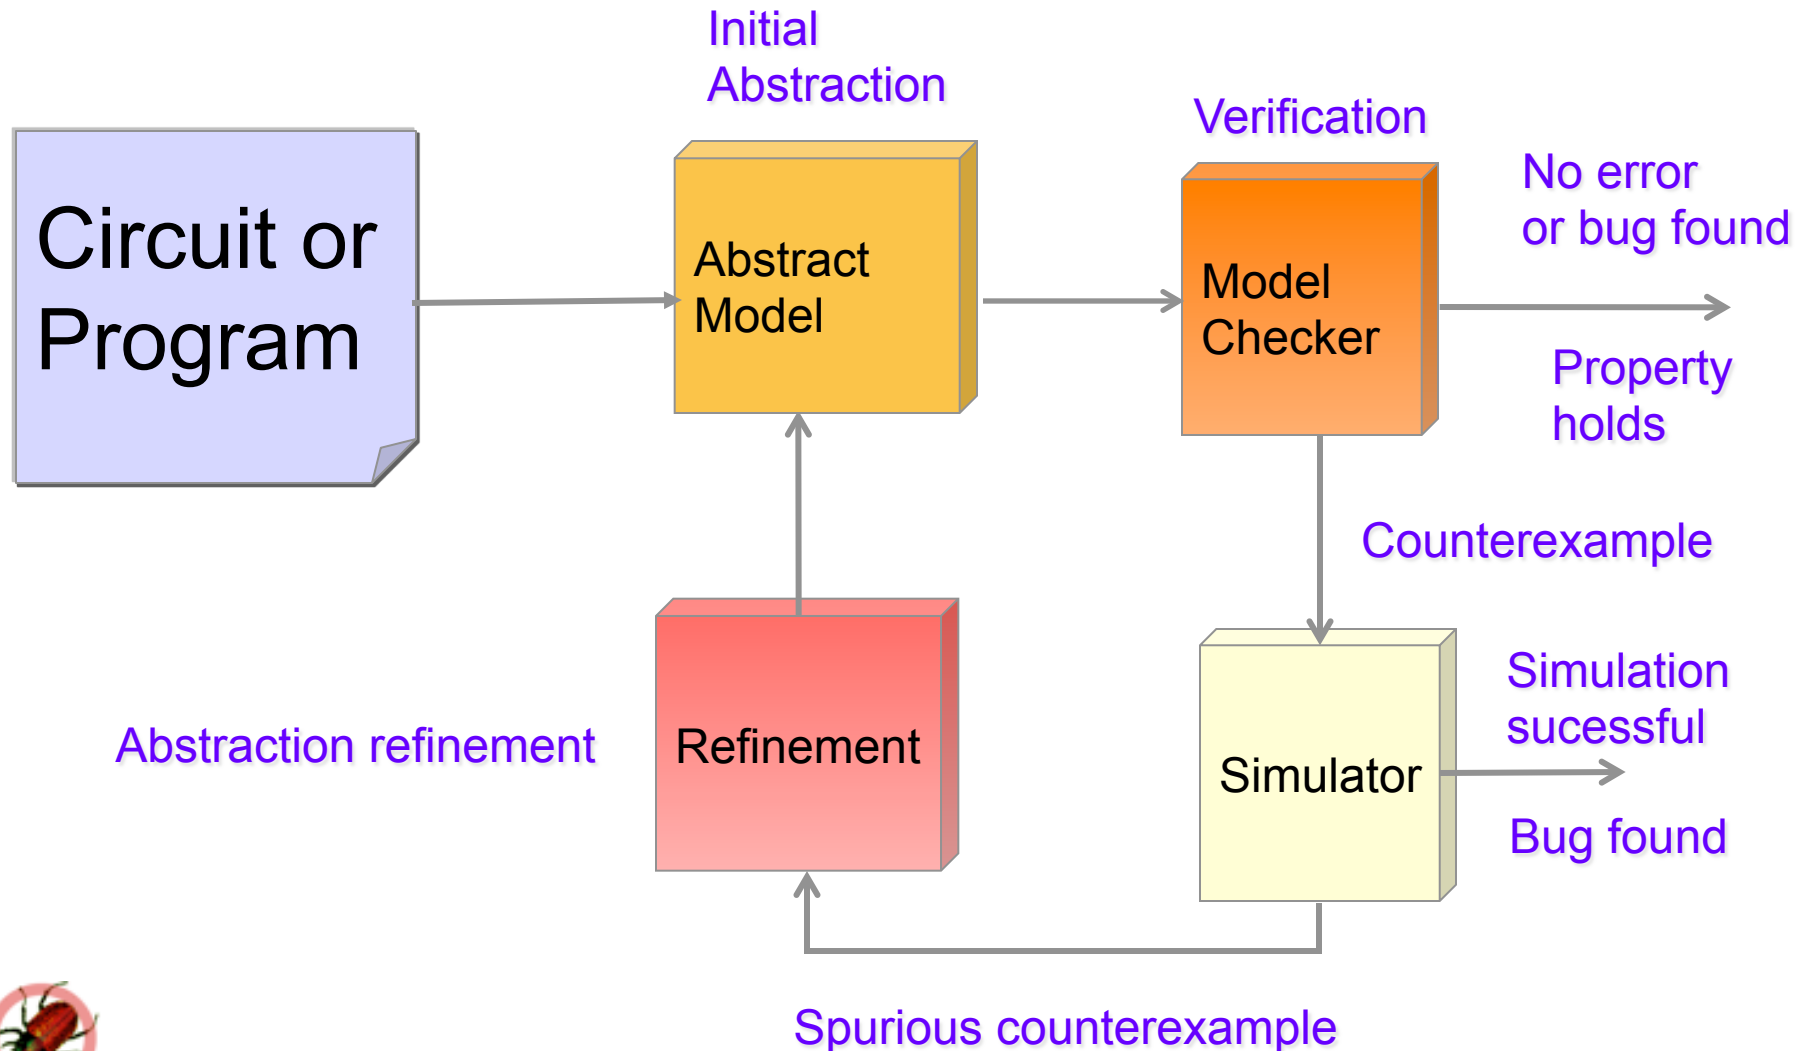 Initial
Abstraction
Verification
No error
or bug found
Circuit or
Program
Abstract
Model
Model
Checker
Property
holds
Counterexample
Simulation
sucessful
Abstraction refinement
Refinement
Simulator
Bug found
Spurious counterexample